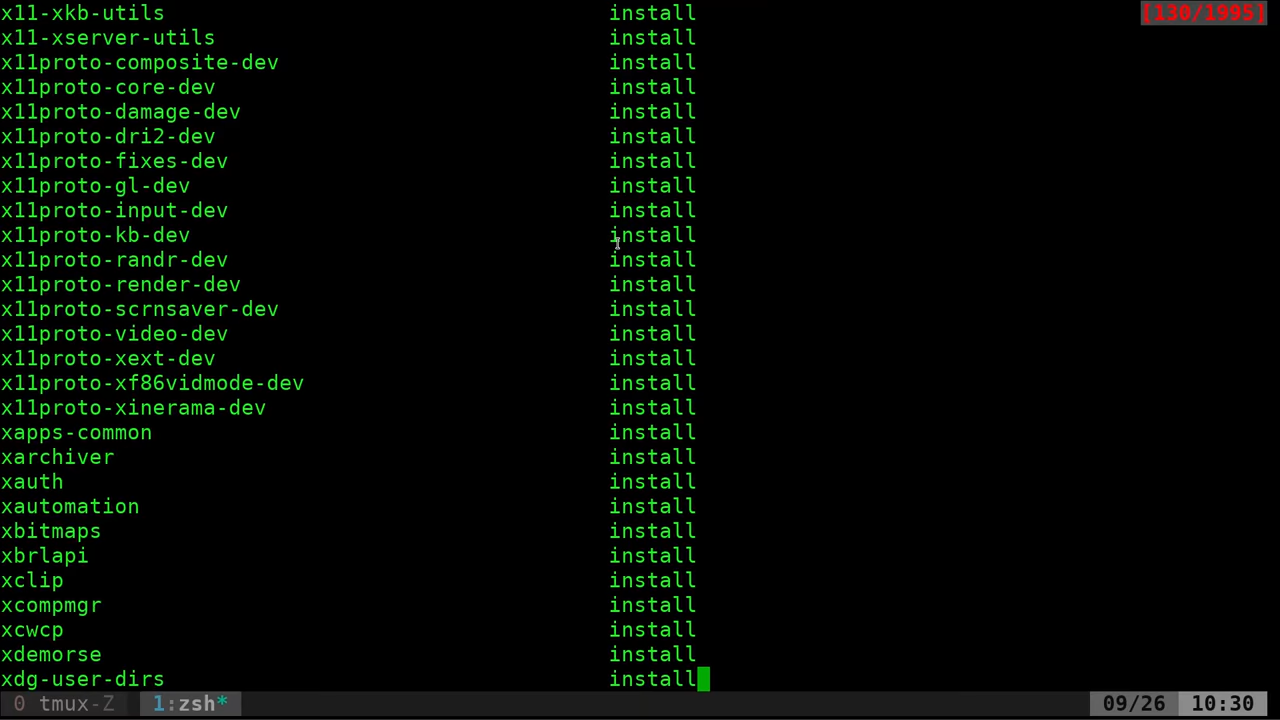 x11-xkb-utils install [130/1995]
x11-xserver-utils install
x11proto-composite-dev install
x11proto-core-dev install
x11proto-damage-dev install
x11proto-dri2-dev install
x11proto-fixes-dev install
x11proto-gl-dev install
x11proto-input-dev install
x11proto-kb-dev install
x11proto-randr-dev install
x11proto-render-dev install
x11proto-scrnsaver-dev install
x11proto-video-dev install
x11proto-xext-dev install
x11proto-xf86vidmode-dev install
x11proto-xinerama-dev install
xapps-common install
xarchiver install
xauth install
xautomation install
xbitmaps install
xbrlapi install
xclip install
xcompmgr install
xcwcp install
xdemorse install
xdg-user-dirs install
0 tmux-Z 1:zsh* 09/26 10:30